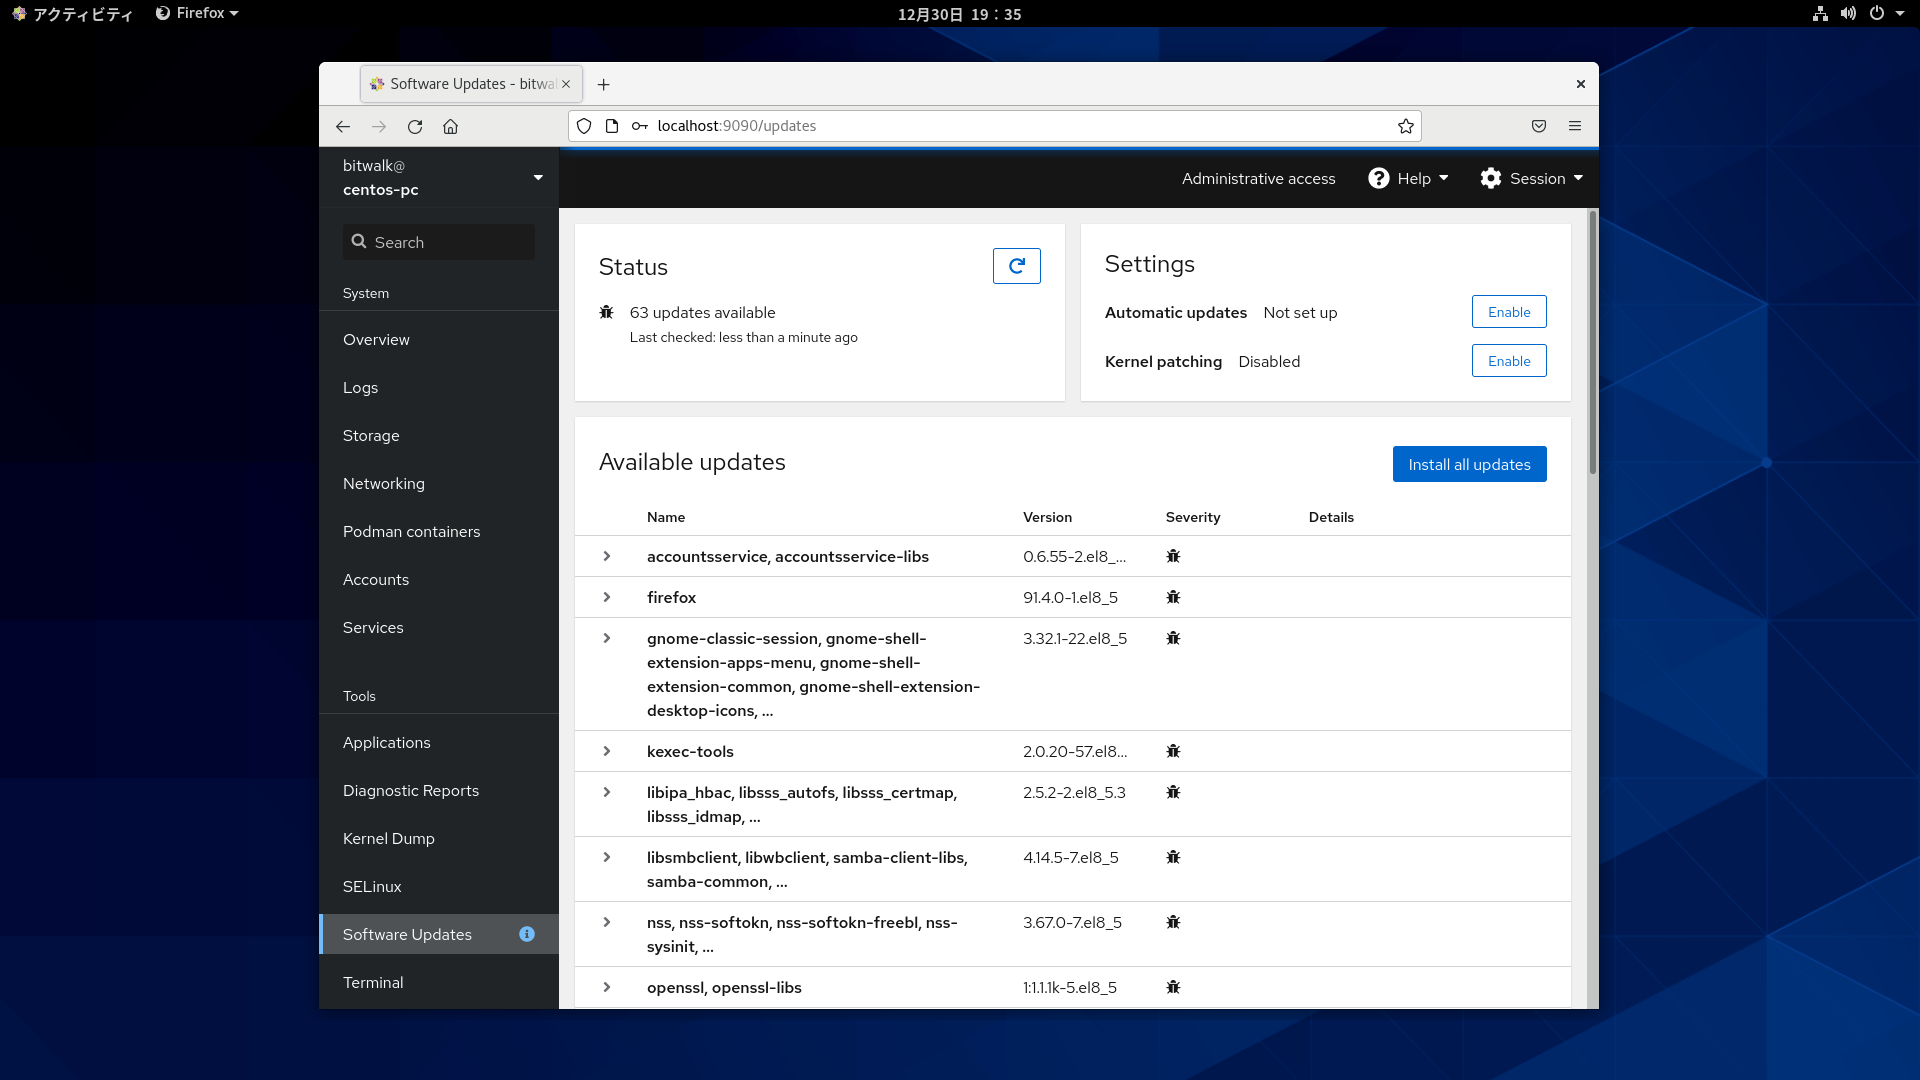 アクティビティ Firefox 12月30日 19：35
Software Updates - bitwal
localhost:9090/updates
bitwalk@
centos-pc
Administrative access Help Session
Search
System
Overview
Logs
Storage
Networking
Podman containers
Accounts
Services
Tools
Applications
Diagnostic Reports
Kernel Dump
SELinux
Software Updates
Terminal
Status
63 updates available
Last checked: less than a minute ago
Settings
Automatic updates Not set up Enable
Kernel patching Disabled Enable
Available updates Install all updates
Name Version Severity Details
accountsservice, accountsservice-libs 0.6.55-2.el8_...
firefox 91.4.0-1.el8_5
gnome-classic-session, gnome-shell- 3.32.1-22.el8_5
extension-apps-menu, gnome-shell-
extension-common, gnome-shell-extension-
desktop-icons, ...
kexec-tools 2.0.20-57.el8...
libipa_hbac, libsss_autofs, libsss_certmap, 2.5.2-2.el8_5.3
libsss_idmap, ...
libsmbclient, libwbclient, samba-client-libs, 4.14.5-7.el8_5
samba-common, ...
nss, nss-softokn, nss-softokn-freebl, nss- 3.67.0-7.el8_5
sysinit, ...
openssl, openssl-libs 1:1.1.1k-5.el8_5